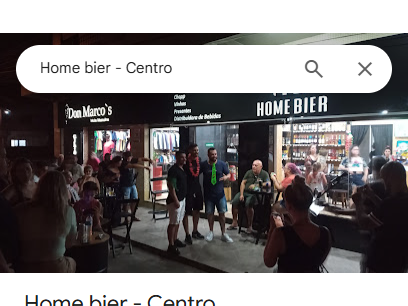 Home bier - Centro
Don Marco`s
Chopp
Vinhos
Presentes
Distribuidora de Bebidas
HOME BIER
Home bier - Centro